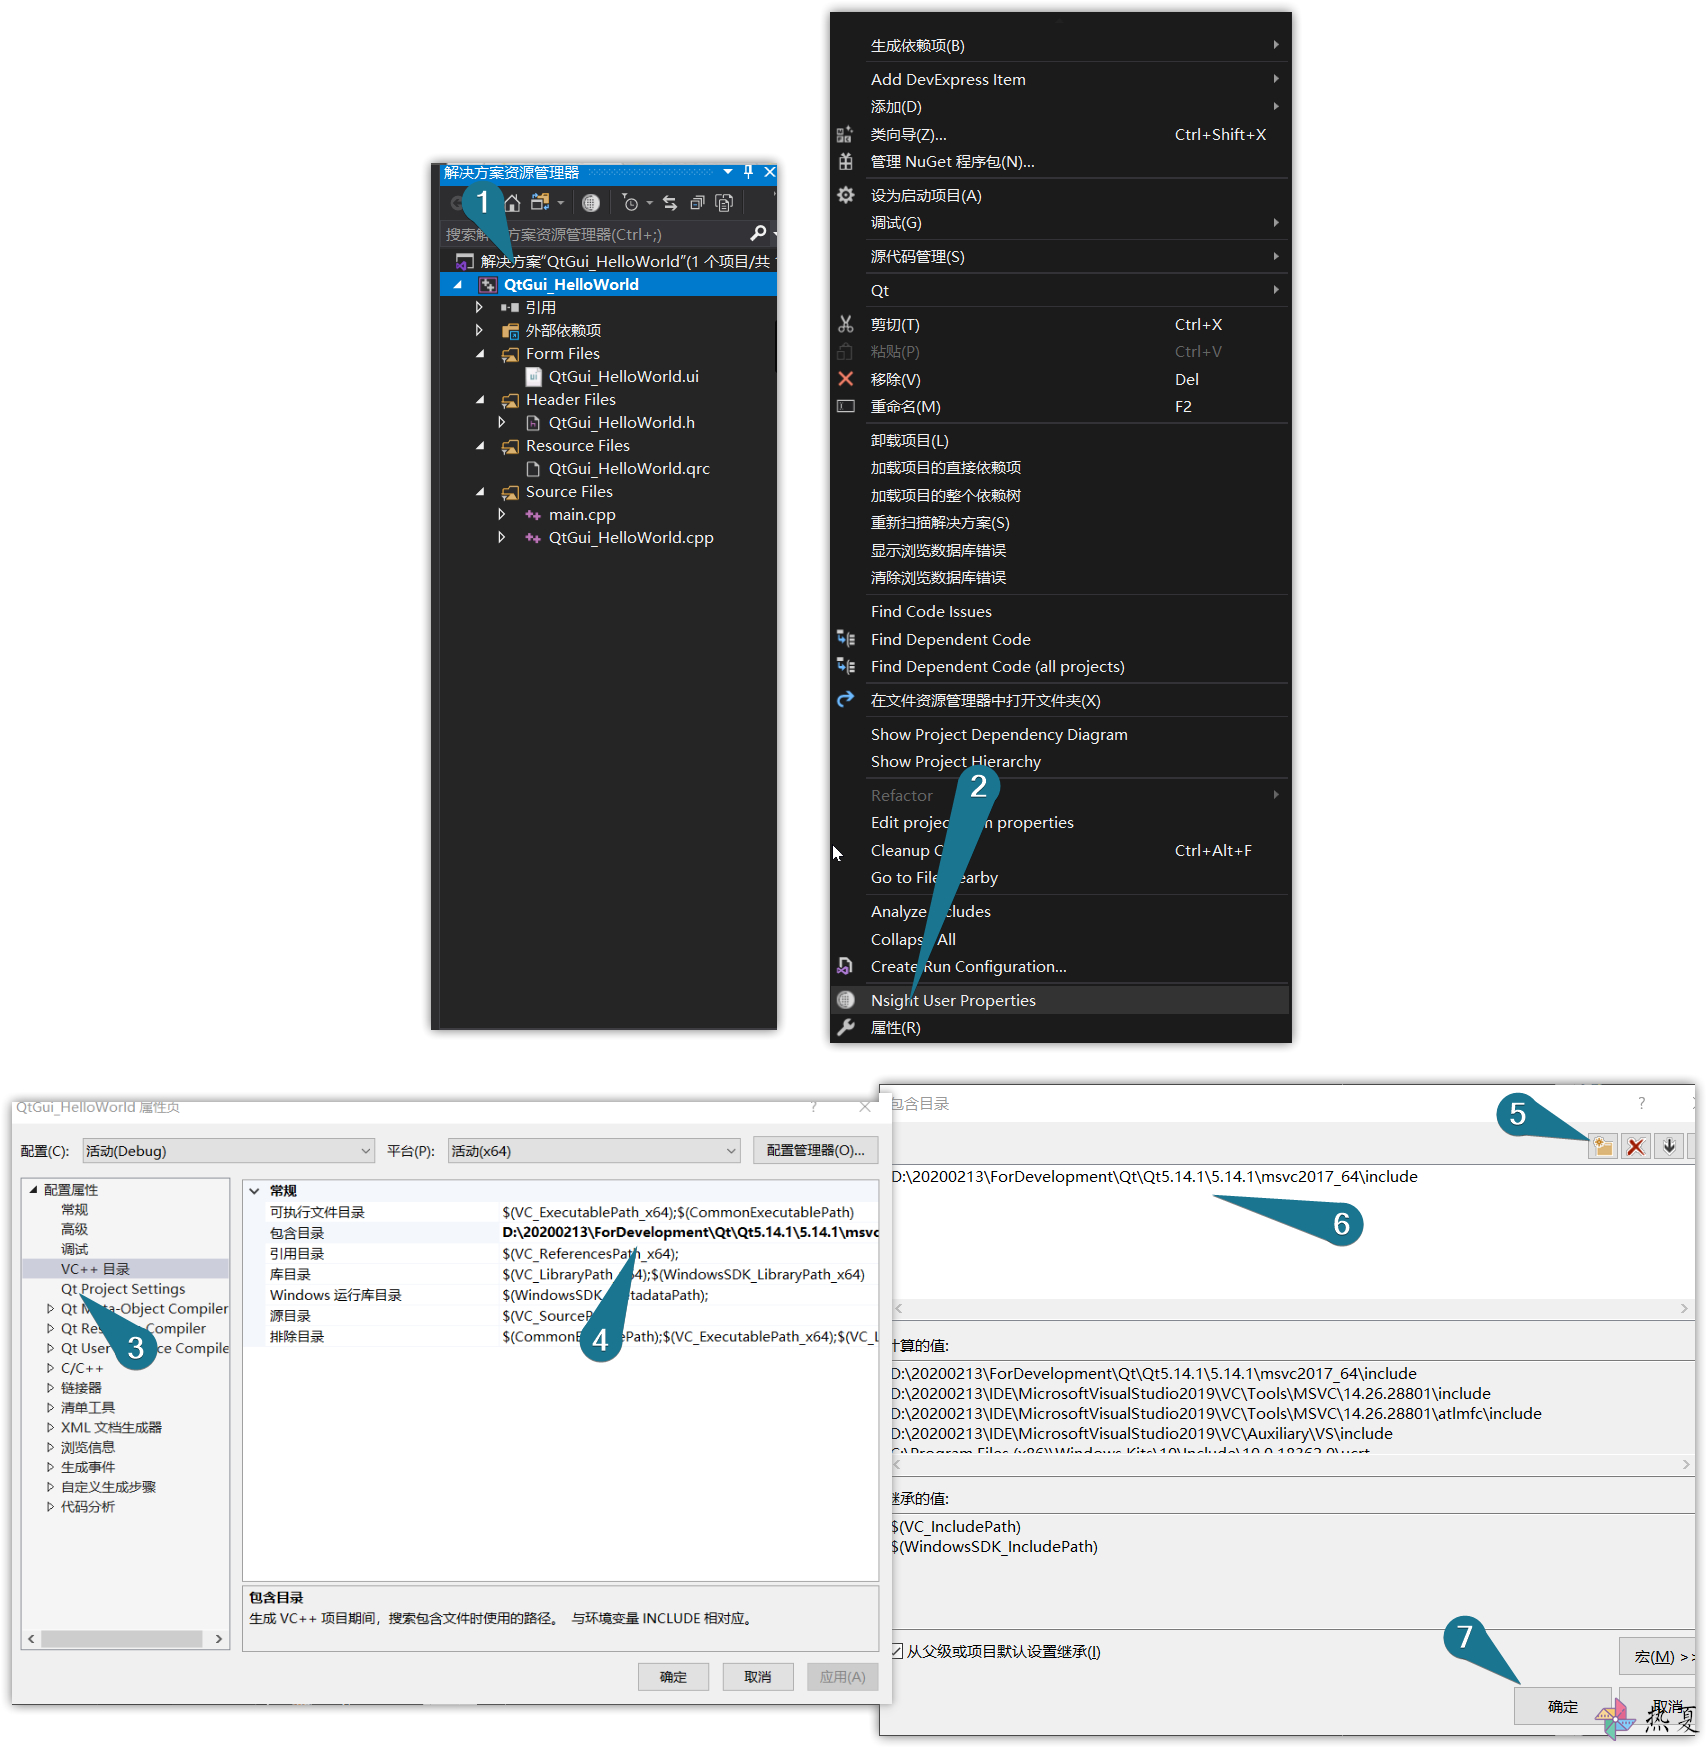 解决方案资源管理器
1
搜索解 方案资源管理器(Ctrl+;)
解决方案"QtGui_HelloWorld"(1 个项目/共
QtGui_HelloWorld
引用
外部依赖项
Form Files
QtGui_HelloWorld.ui
Header Files
QtGui_HelloWorld.h
Resource Files
QtGui_HelloWorld.qrc
Source Files
main.cpp
QtGui_HelloWorld.cpp
生成依赖项(B)
Add DevExpress Item
添加(D)
类向导(Z)... Ctrl+Shift+X
管理 NuGet 程序包(N)...
设为启动项目(A)
调试(G)
源代码管理(S)
Qt
剪切(T) Ctrl+X
粘贴(P) Ctrl+V
移除(V) Del
重命名(M) F2
卸载项目(L)
加载项目的直接依赖项
加载项目的整个依赖树
重新扫描解决方案(S)
显示浏览数据库错误
清除浏览数据库错误
Find Code Issues
Find Dependent Code
Find Dependent Code (all projects)
在文件资源管理器中打开文件夹(X)
Show Project Dependency Diagram
Show Project Hierarchy
2
Refactor
Edit projec m properties
Cleanup C Ctrl+Alt+F
Go to File earby
Analyze cludes
Collaps All
Create Run Configuration...
Nsight User Properties
属性(R)
QtGui_HelloWorld 属性页
配置(C): 活动(Debug) 平台(P): 活动(x64) 配置管理器(O)...
配置属性
常规
高级
调试
VC++ 目录
Qt Project Settings
Qt M ta-Object Compiler
Qt Res Compiler
Qt User ce Compile
3
C/C++
链接器
清单工具
XML 文档生成器
浏览信息
生成事件
自定义生成步骤
代码分析
常规
可执行文件目录 $(VC_ExecutablePath_x64);$(CommonExecutablePath)
包含目录 D:\20200213\ForDevelopment\Qt\Qt5.14.1\5.14.1\msvc
引用目录 $(VC_ReferencesPath_x64);
库目录 $(VC_LibraryPath_ 4);$(WindowsSDK_LibraryPath_x64)
Windows 运行库目录 $(WindowsSDK_ tadataPath);
源目录 $(VC_SourceP
排除目录 $(CommonE ePath);$(VC_ExecutablePath_x64);$(VC_L
4
包含目录
生成 VC++ 项目期间，搜索包含文件时使用的路径。 与环境变量 INCLUDE 相对应。
确定 取消 应用(A)
包含目录
5
D:\20200213\ForDevelopment\Qt\Qt5.14.1\5.14.1\msvc2017_64\include
6
计算的值:
D:\20200213\ForDevelopment\Qt\Qt5.14.1\5.14.1\msvc2017_64\include
D:\20200213\IDE\MicrosoftVisualStudio2019\VC\Tools\MSVC\14.26.28801\include
D:\20200213\IDE\MicrosoftVisualStudio2019\VC\Tools\MSVC\14.26.28801\atlmfc\include
D:\20200213\IDE\MicrosoftVisualStudio2019\VC\Auxiliary\VS\include
C:\Program Files (x86)\Windows Kits\10\Include\10.0.18362.0\ucrt
继承的值:
$(VC_IncludePath)
$(WindowsSDK_IncludePath)
7
从父级或项目默认设置继承(I)
宏(M) >>
确定 取消
热夏